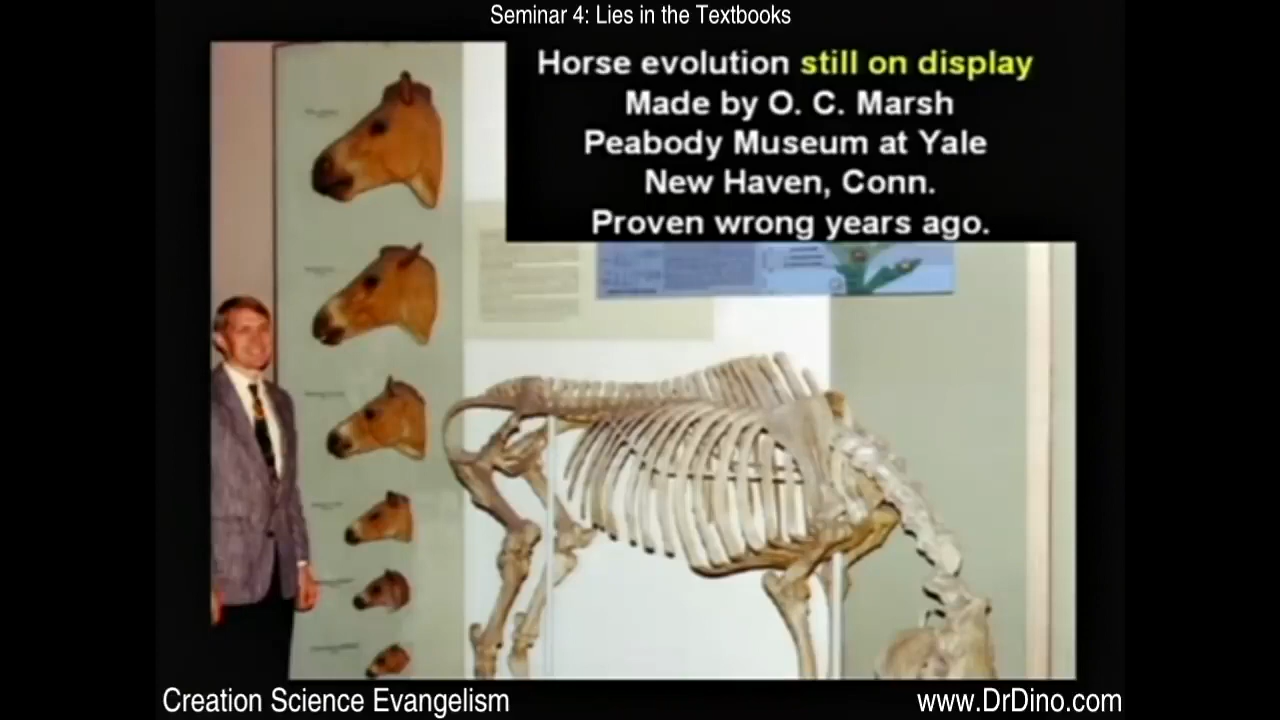 Seminar 4: Lies in the Textbooks
Horse evolution still on display
Made by O. C. Marsh
Peabody Museum at Yale
New Haven, Conn.
Proven wrong years ago.
Creation Science Evangelism
www.DrDino.com